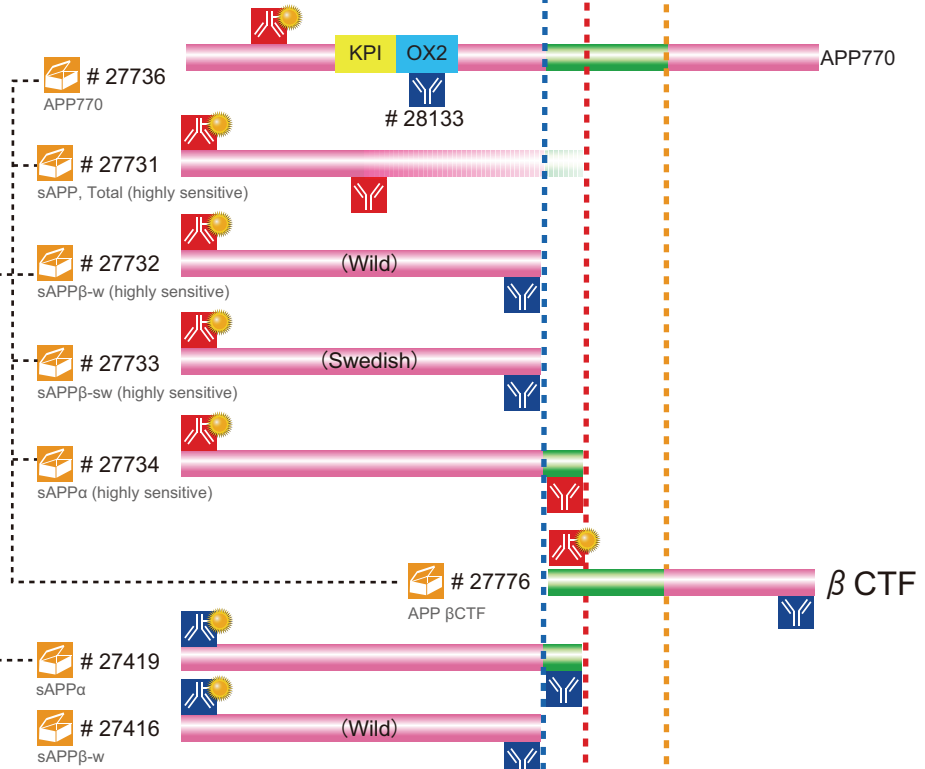 KPI
OX2
APP770
# 27736
APP770
# 28133
# 27731
sAPP, Total (highly sensitive)
# 27732
(Wild)
sAPPβ-w (highly sensitive)
# 27733
(Swedish)
sAPPβ-sw (highly sensitive)
# 27734
sAPPα (highly sensitive)
# 27776
β CTF
APP βCTF
# 27419
sAPPα
# 27416
(Wild)
sAPPβ-w